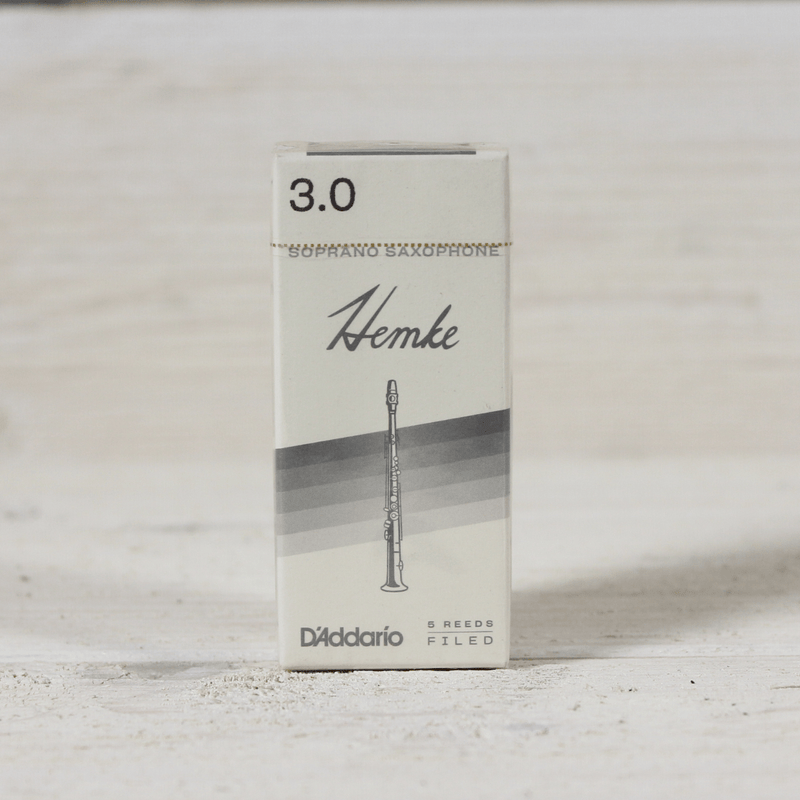 3.0
SOPRANO SAXOPHONE
Hemke
D'Addario
5 REEDS
FILED